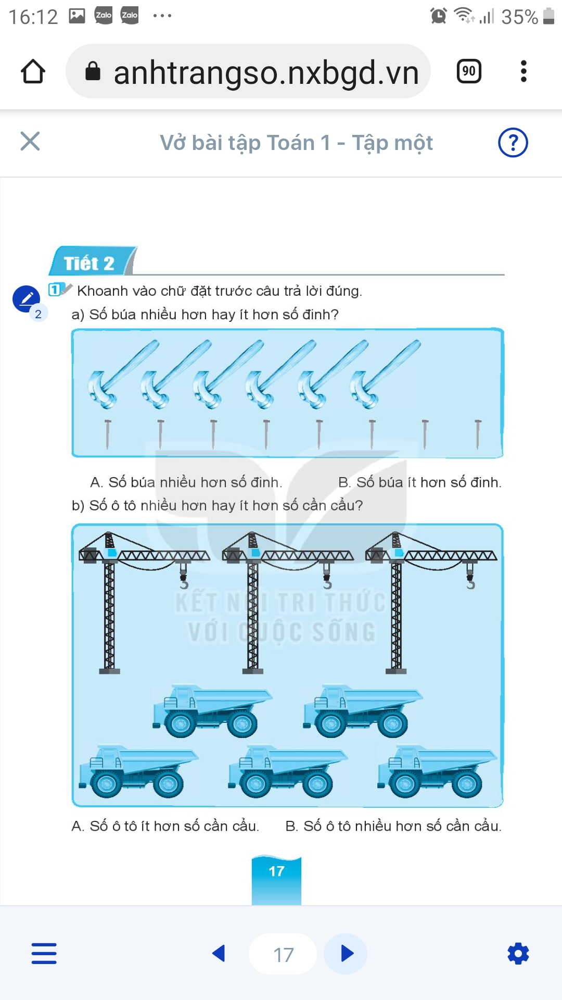 16:12 Zalo Zalo ... 35%
anhtrangso.nxbgd.vn 90
Vở bài tập Toán 1 - Tập một ?
Tiết 2
1 Khoanh vào chữ đặt trước câu trả lời đúng.
2
a) Số búa nhiều hơn hay ít hơn số đinh?
A. Số búa nhiều hơn số đinh. B. Số búa ít hơn số đinh.
b) Số ô tô nhiều hơn hay ít hơn số cần cẩu?
KẾT NỐI TRI THỨC
VỚI CUỘC SỐNG
A. Số ô tô ít hơn số cần cẩu. B. Số ô tô nhiều hơn số cần cẩu.
17
17